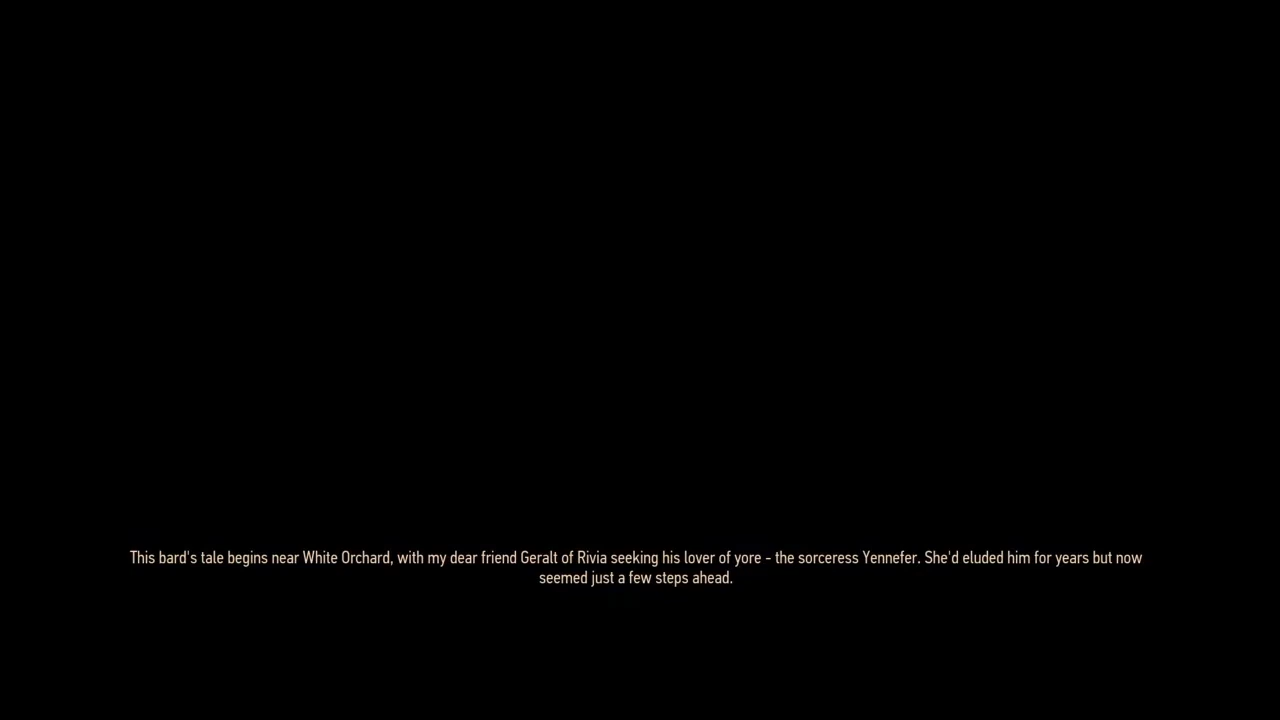 This bard's tale begins near White Orchard, with my dear friend Geralt of Rivia seeking his lover of yore - the sorceress Yennefer. She'd eluded him for years but now
seemed just a few steps ahead.